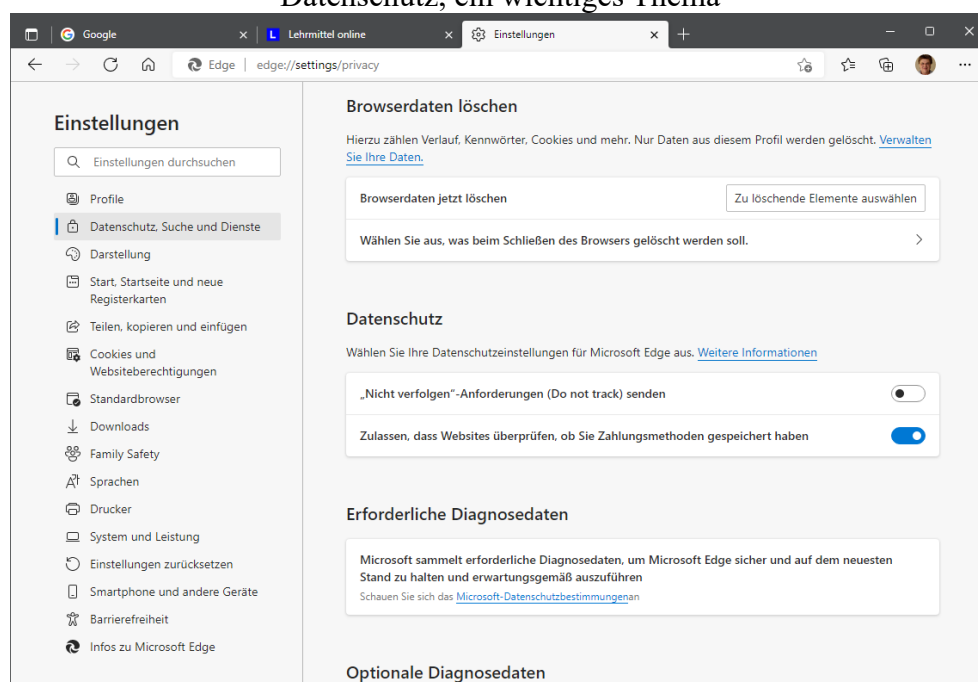 Datenschutz, ein wichtiges Thema
Google
L Lehrmittel online
Einstellungen
Edge | edge://settings/privacy
Einstellungen
Einstellungen durchsuchen
Profile
Datenschutz, Suche und Dienste
Darstellung
Start, Startseite und neue
Registerkarten
Teilen, kopieren und einfügen
Cookies und
Websiteberechtigungen
Standardbrowser
Downloads
Family Safety
Sprachen
Drucker
System und Leistung
Einstellungen zurücksetzen
Smartphone und andere Geräte
Barrierefreiheit
Infos zu Microsoft Edge
Browserdaten löschen
Hierzu zählen Verlauf, Kennwörter, Cookies und mehr. Nur Daten aus diesem Profil werden gelöscht. Verwalten
Sie Ihre Daten.
Browserdaten jetzt löschen
Zu löschende Elemente auswählen
Wählen Sie aus, was beim Schließen des Browsers gelöscht werden soll.
Datenschutz
Wählen Sie Ihre Datenschutzeinstellungen für Microsoft Edge aus. Weitere Informationen
„Nicht verfolgen"-Anforderungen (Do not track) senden
Zulassen, dass Websites überprüfen, ob Sie Zahlungsmethoden gespeichert haben
Erforderliche Diagnosedaten
Microsoft sammelt erforderliche Diagnosedaten, um Microsoft Edge sicher und auf dem neuesten
Stand zu halten und erwartungsgemäß auszuführen
Schauen Sie sich das Microsoft-Datenschutzbestimmungenan
Optionale Diagnosedaten